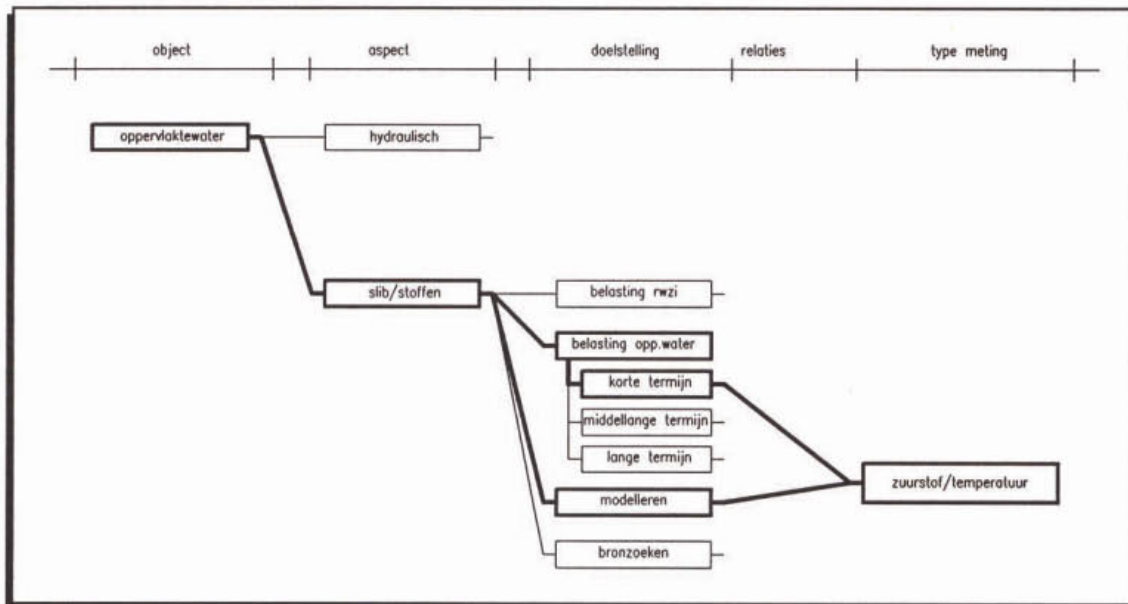 object aspect doelstelling relaties type meting
oppervlaktewater hydraulisch
slib/stoffen belasting rwzi
belasting opp.water
korte termijn
middellange termijn
lange termijn
zuurstof/temperatuur
modelleren
bronzoeken